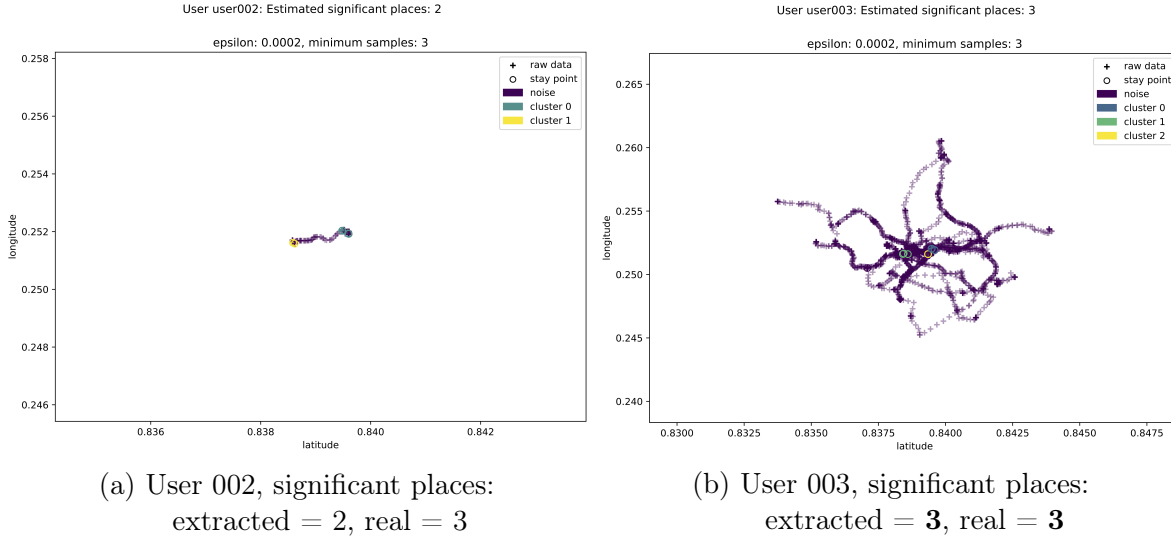 User user002: Estimated significant places: 2
epsilon: 0.0002, minimum samples: 3
0.258
0.256
0.254
0.252
0.250
0.248
0.246
longitude
raw data
stay point
noise
cluster 0
cluster 1
0.836
0.838
0.840
0.842
latitude
(a) User 002, significant places:
extracted = 2, real = 3
User user003: Estimated significant places: 3
epsilon: 0.0002, minimum samples: 3
0.265
0.260
0.255
0.250
0.245
0.240
longitude
raw data
stay point
noise
cluster 0
cluster 1
cluster 2
0.8300
0.8325
0.8350
0.8375
0.8400
0.8425
0.8450
0.8475
latitude
(b) User 003, significant places:
extracted = 3, real = 3